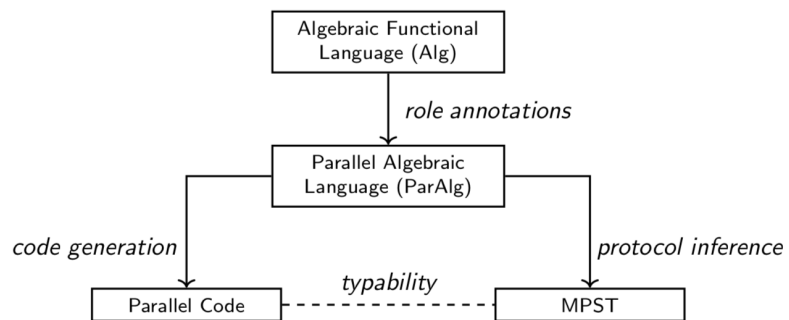 Algebraic Functional
Language (Alg)
role annotations
Parallel Algebraic
Language (ParAlg)
code generation
protocol inference
typability
Parallel Code
MPST